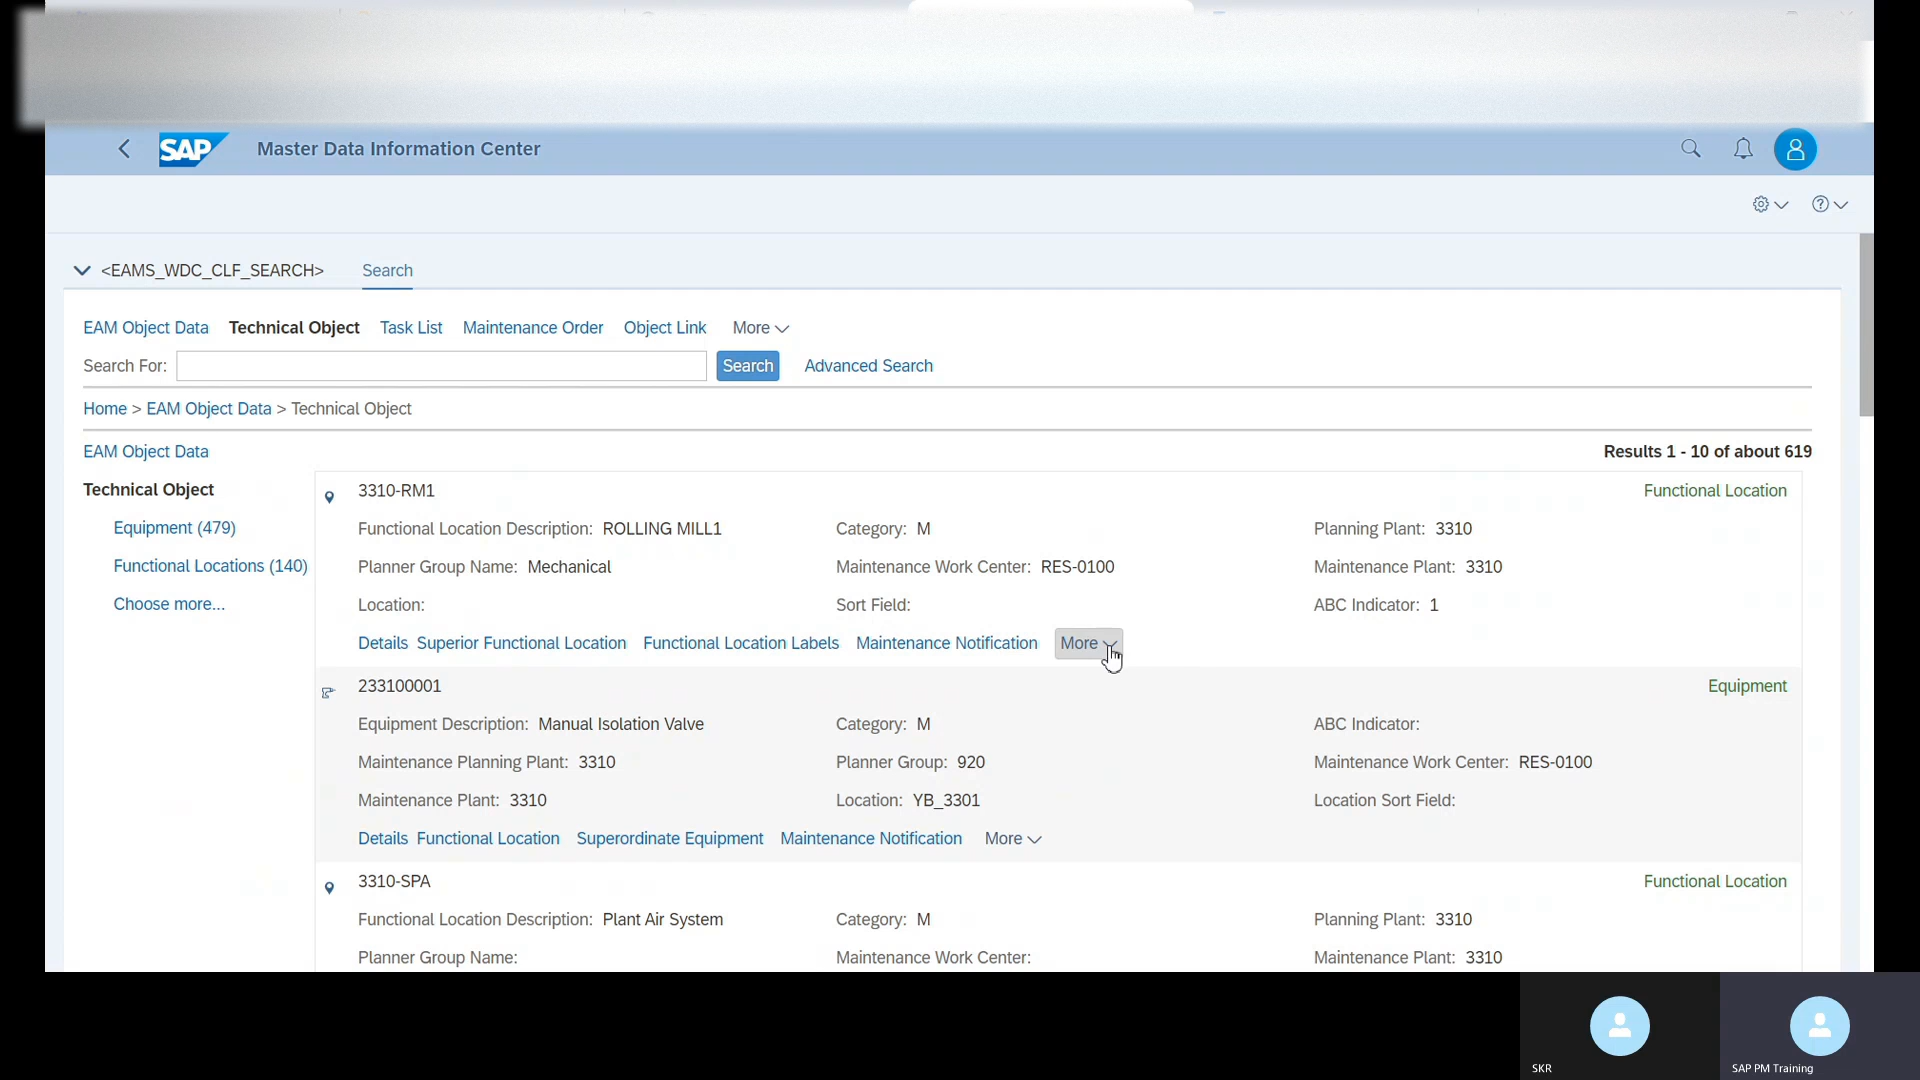 SAP Master Data Information Center
<EAMS_WDC_CLF_SEARCH> Search
EAM Object Data Technical Object Task List Maintenance Order Object Link More
Search For: Search Advanced Search
Home > EAM Object Data > Technical Object
EAM Object Data Results 1 - 10 of about 619
Technical Object
Equipment (479)
Functional Locations (140)
Choose more...
3310-RM1 Functional Location
Functional Location Description: ROLLING MILL1 Category: M Planning Plant: 3310
Planner Group Name: Mechanical Maintenance Work Center: RES-0100 Maintenance Plant: 3310
Location: Sort Field: ABC Indicator: 1
Details Superior Functional Location Functional Location Labels Maintenance Notification More
233100001 Equipment
Equipment Description: Manual Isolation Valve Category: M ABC Indicator:
Maintenance Planning Plant: 3310 Planner Group: 920 Maintenance Work Center: RES-0100
Maintenance Plant: 3310 Location: YB_3301 Location Sort Field:
Details Functional Location Superordinate Equipment Maintenance Notification More
3310-SPA Functional Location
Functional Location Description: Plant Air System Category: M Planning Plant: 3310
Planner Group Name: Maintenance Work Center: Maintenance Plant: 3310
SKR SAP PM Training